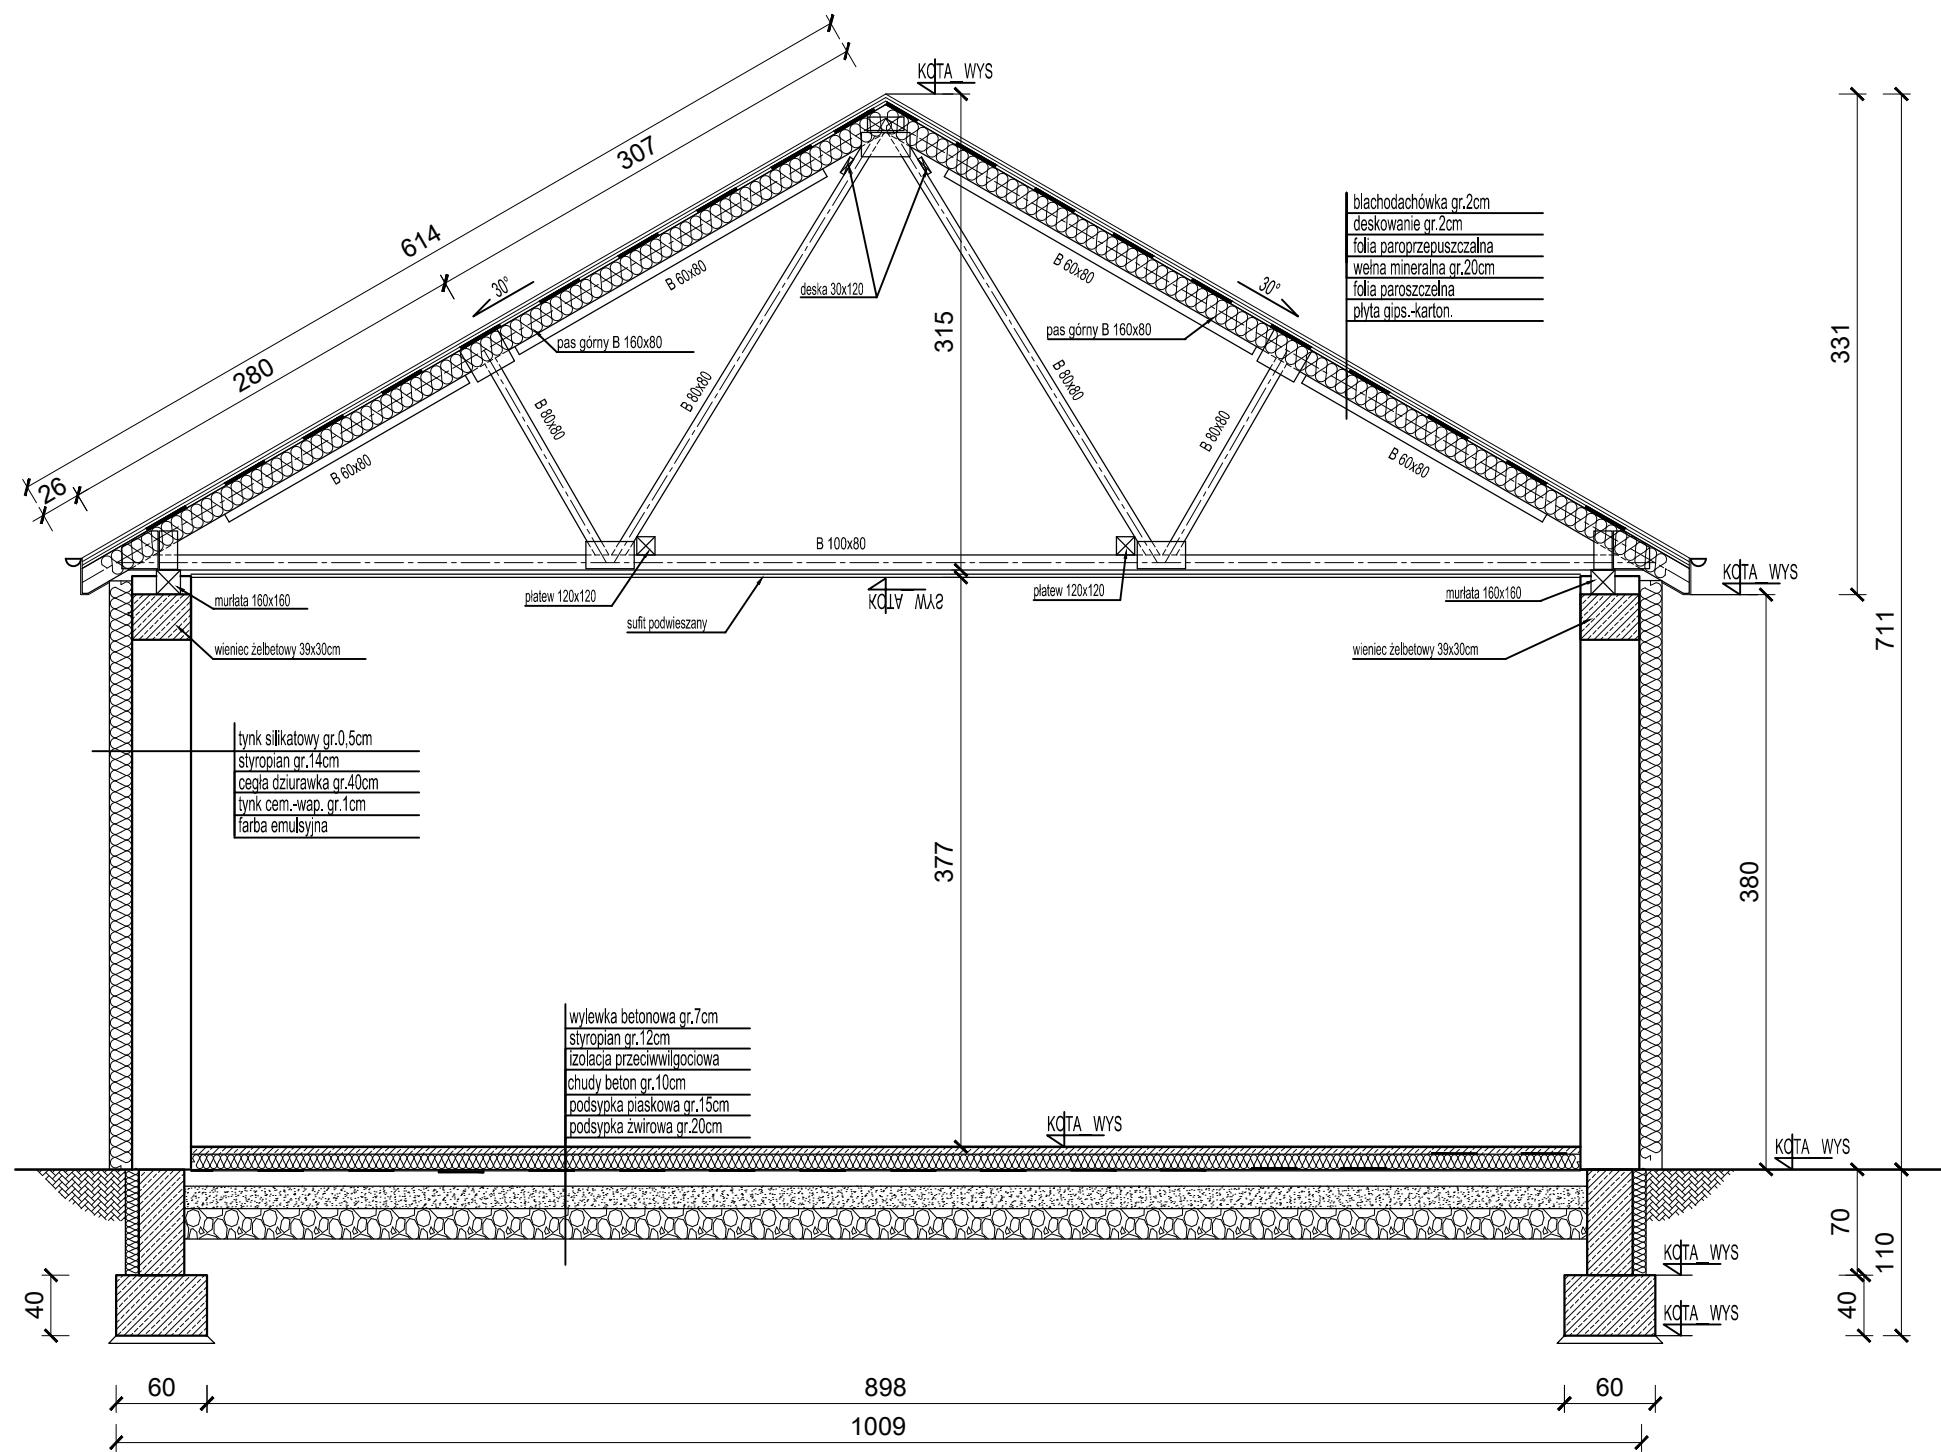 KOTA_WYS
307
614
280
26
30°
30°
B 60x80
B 60x80
deska 30x120
blachodachówka gr.2cm
deskowanie gr.2cm
folia paroprzepuszczalna
wełna mineralna gr.20cm
folia paroszczelna
płyta gips.-karton.
315
331
711
pas górny B 160x80
pas górny B 160x80
B 80x80
B 80x80
B 80x80
B 80x80
B 60x80
B 60x80
B 100x80
KOTA_WYS
KOTA_WYS
murłata 160x160
płatew 120x120
płatew 120x120
murłata 160x160
sufit podwieszany
wieniec żelbetowy 39x30cm
wieniec żelbetowy 39x30cm
tynk silikatowy gr.0,5cm
styropian gr.14cm
cegła dziurawka gr.40cm
tynk cem.-wap. gr.1cm
farba emulsyjna
377
380
wylewka betonowa gr.7cm
styropian gr.12cm
izolacja przeciwwilgociowa
chudy beton gr.10cm
podsypka piaskowa gr.15cm
podsypka żwirowa gr.20cm
KOTA_WYS
KOTA_WYS
70
110
KOTA_WYS
40
40
KOTA_WYS
60
898
60
1009